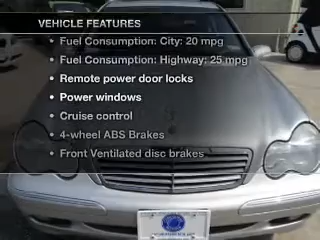 VEHICLE FEATURES
• Fuel Consumption: City: 20 mpg
• Fuel Consumption: Highway: 25 mpg
• Remote power door locks
• Power windows
• Cruise control
• 4-wheel ABS Brakes
• Front Ventilated disc brakes